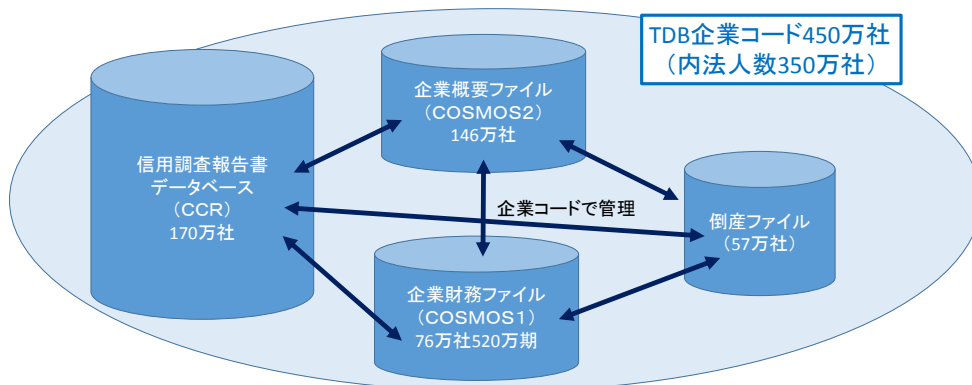 TDB企業コード450万社
（内法人数350万社）
企業概要ファイル
（COSMOS2）
146万社
信用調査報告書
データベース
（CCR）
170万社
企業コードで管理
倒産ファイル
（57万社）
企業財務ファイル
（COSMOS1）
76万社520万期